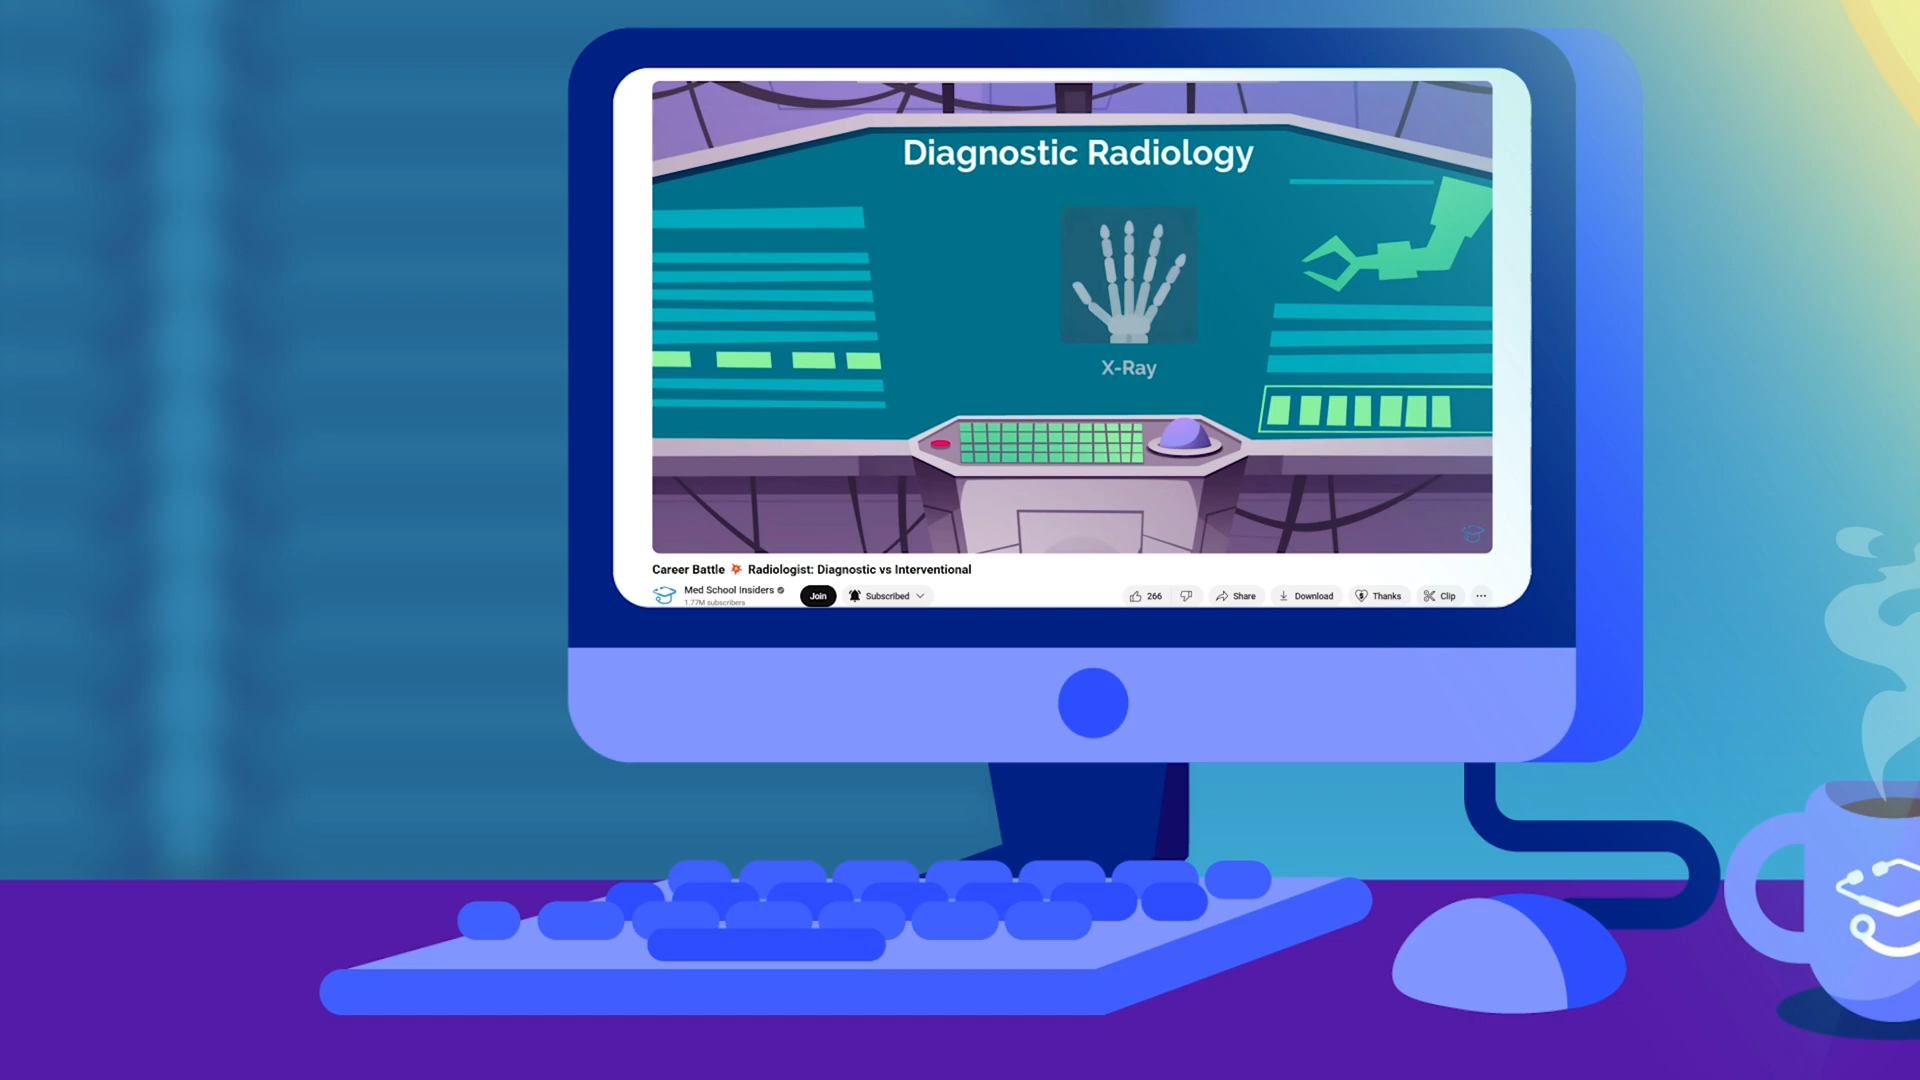 Diagnostic Radiology
X-Ray
Career Battle 💥 Radiologist: Diagnostic vs Interventional
Med School Insiders
1.77M subscribers
Join
Subscribed
266
Share
Download
Thanks
Clip